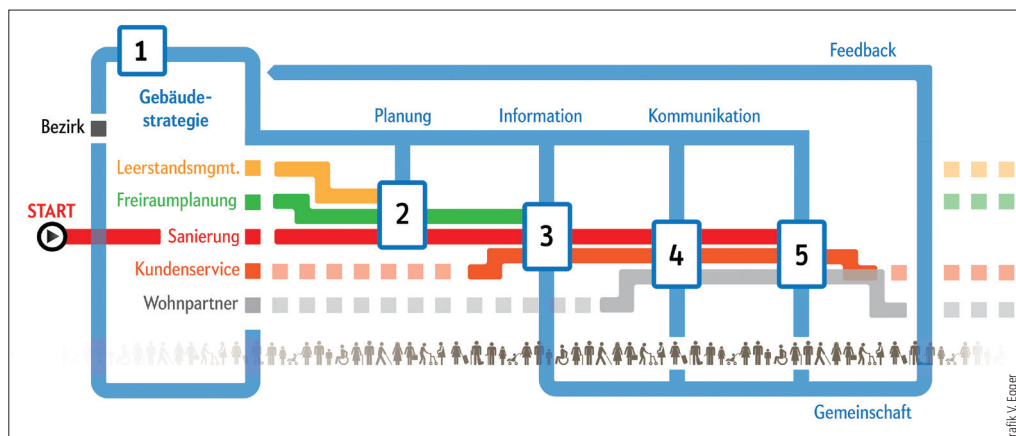 1
Feedback
Gebäude-
strategie
Planung
Information
Kommunikation
Bezirk
Leerstandsmgmt.
Freiraumplanung
START
Sanierung
Kundenservice
Wohnpartner
2
3
4
5
Gemeinschaft
V. Egger